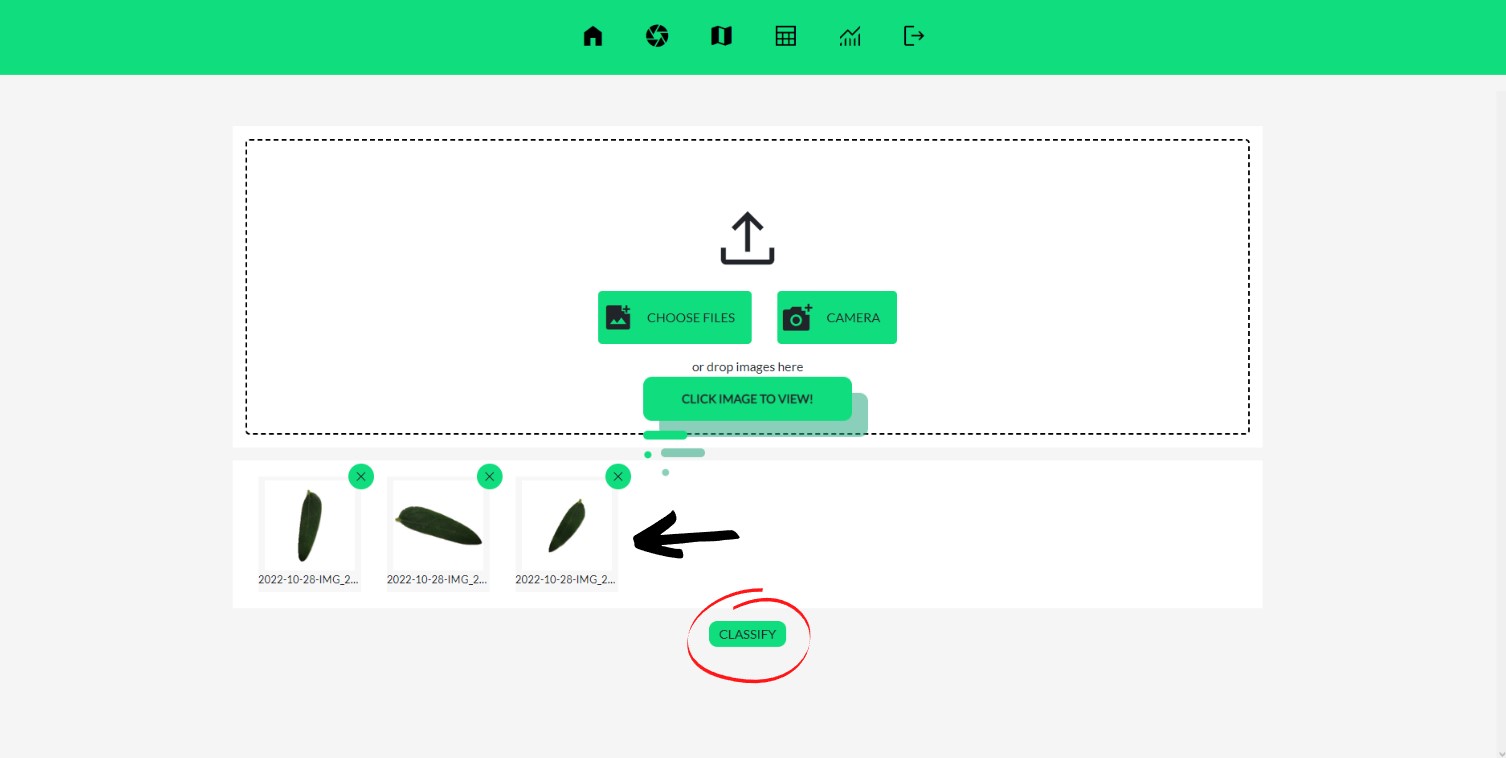 CHOOSE FILES
CAMERA
or drop images here
CLICK IMAGE TO VIEW!
2022-10-28-IMG_2...
2022-10-28-IMG_2...
2022-10-28-IMG_2...
CLASSIFY